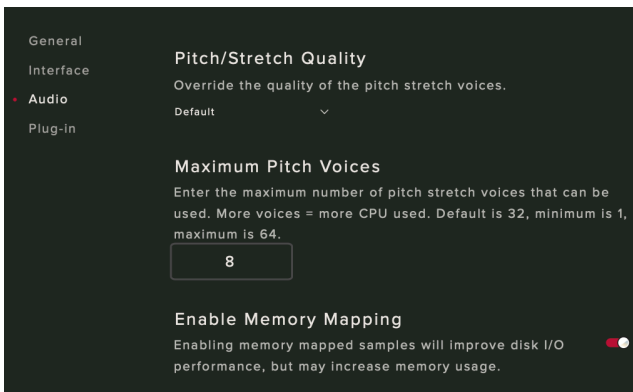 General
Interface
Audio
Plug-in
Pitch/Stretch Quality
Override the quality of the pitch stretch voices.
Default
Maximum Pitch Voices
Enter the maximum number of pitch stretch voices that can be
used. More voices = more CPU used. Default is 32, minimum is 1,
maximum is 64.
8
Enable Memory Mapping
Enabling memory mapped samples will improve disk I/O
performance, but may increase memory usage.